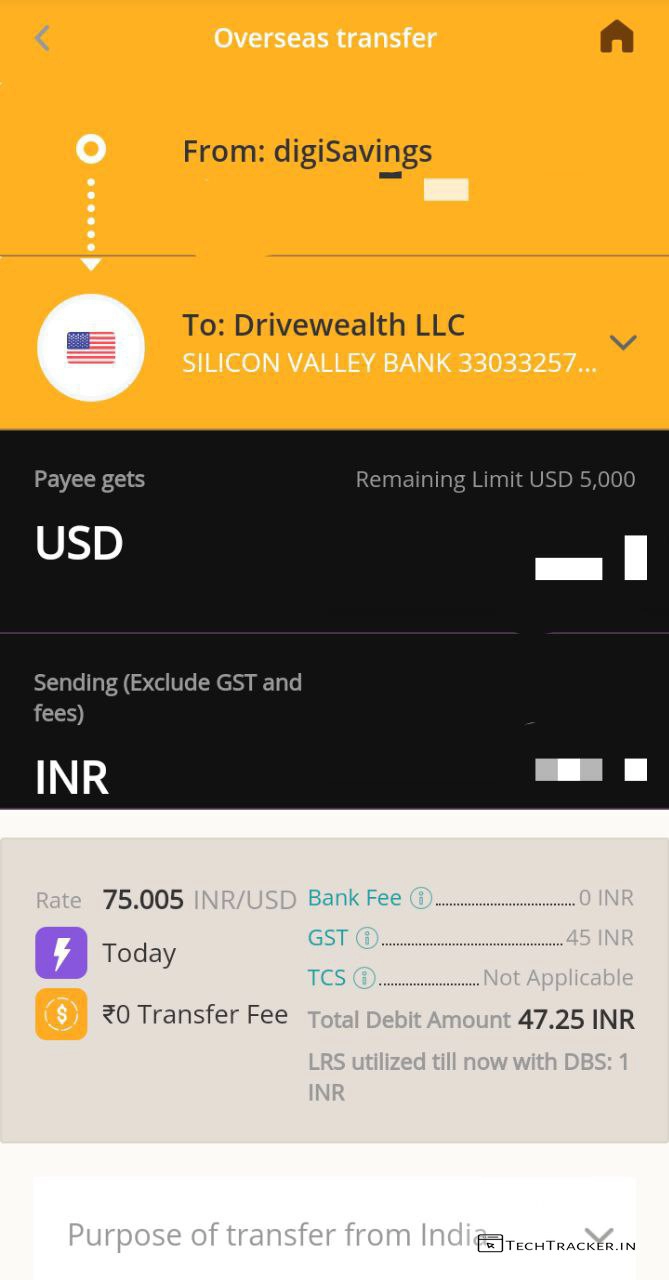 Overseas transfer
From: digiSavings
To: Drivewealth LLC
SILICON VALLEY BANK 33033257...
Payee gets
Remaining Limit USD 5,000
USD
Sending (Exclude GST and
fees)
INR
Rate 75.005 INR/USD
Today
₹0 Transfer Fee
Bank Fee 0 INR
GST 45 INR
TCS Not Applicable
Total Debit Amount 47.25 INR
LRS utilized till now with DBS: 1
INR
Purpose of transfer from India
TECHTRACKER.IN